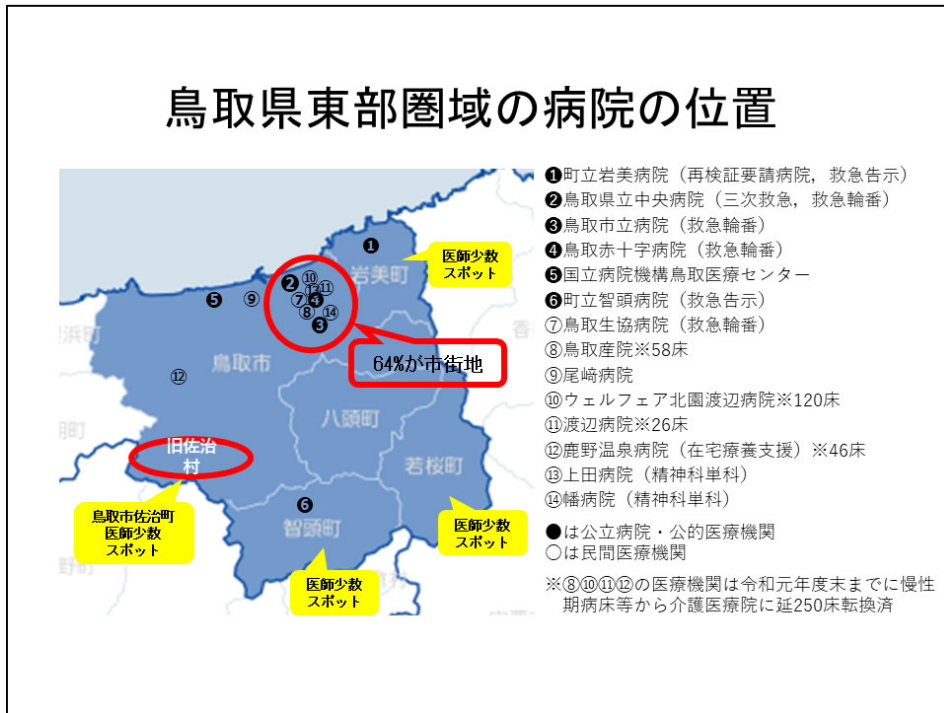 鳥取県東部圏域の病院の位置
❶町立岩美病院（再検証要請病院，救急告示）
❷鳥取県立中央病院（三次救急，救急輪番）
❸鳥取市立病院（救急輪番）
❹鳥取赤十字病院（救急輪番）
❺国立病院機構鳥取医療センター
❻町立智頭病院（救急告示）
⑦鳥取生協病院（救急輪番）
⑧鳥取産院※58床
⑨尾﨑病院
⑩ウェルフェア北園渡辺病院※120床
⑪渡辺病院※26床
⑫鹿野温泉病院（在宅療養支援）※46床
⑬上田病院（精神科単科）
⑭幡病院（精神科単科）
●は公立病院・公的医療機関
○は民間医療機関
※⑧⑩⑪⑫の医療機関は令和元年度末までに慢性
期病床等から介護医療院に延250床転換済
❶
医師少数
スポット
岩美町
❷
⑩
⑬
⑪
⑦
❹
⑧
⑭
❸
❺
⑨
鳥取市
64%が市街地
⑫
八頭町
旧佐治
村
若桜町
❻
智頭町
鳥取市佐治町
医師少数
スポット
医師少数
スポット
医師少数
スポット